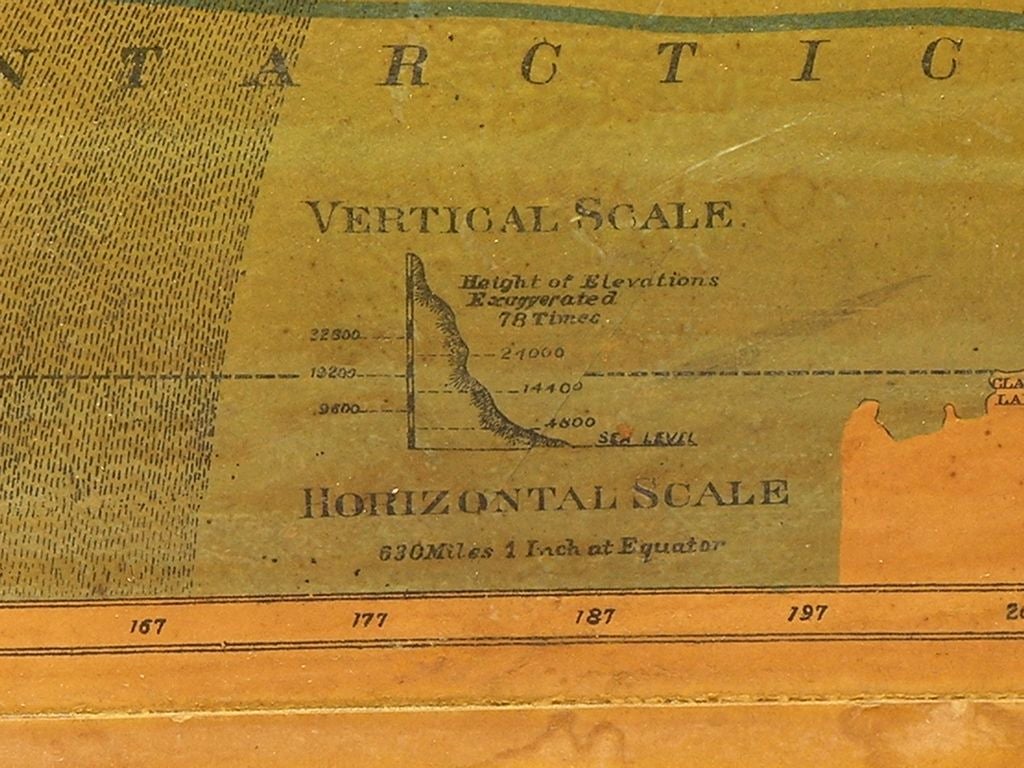 NTARCTIC
VERTICAL SCALE.
Height of Elevations
Exaggerated
78 Times
24000
19200
14400
9600
4800
SEA LEVEL
HORIZONTAL SCALE
630 Miles 1 Inch at Equator
167 177 187 197